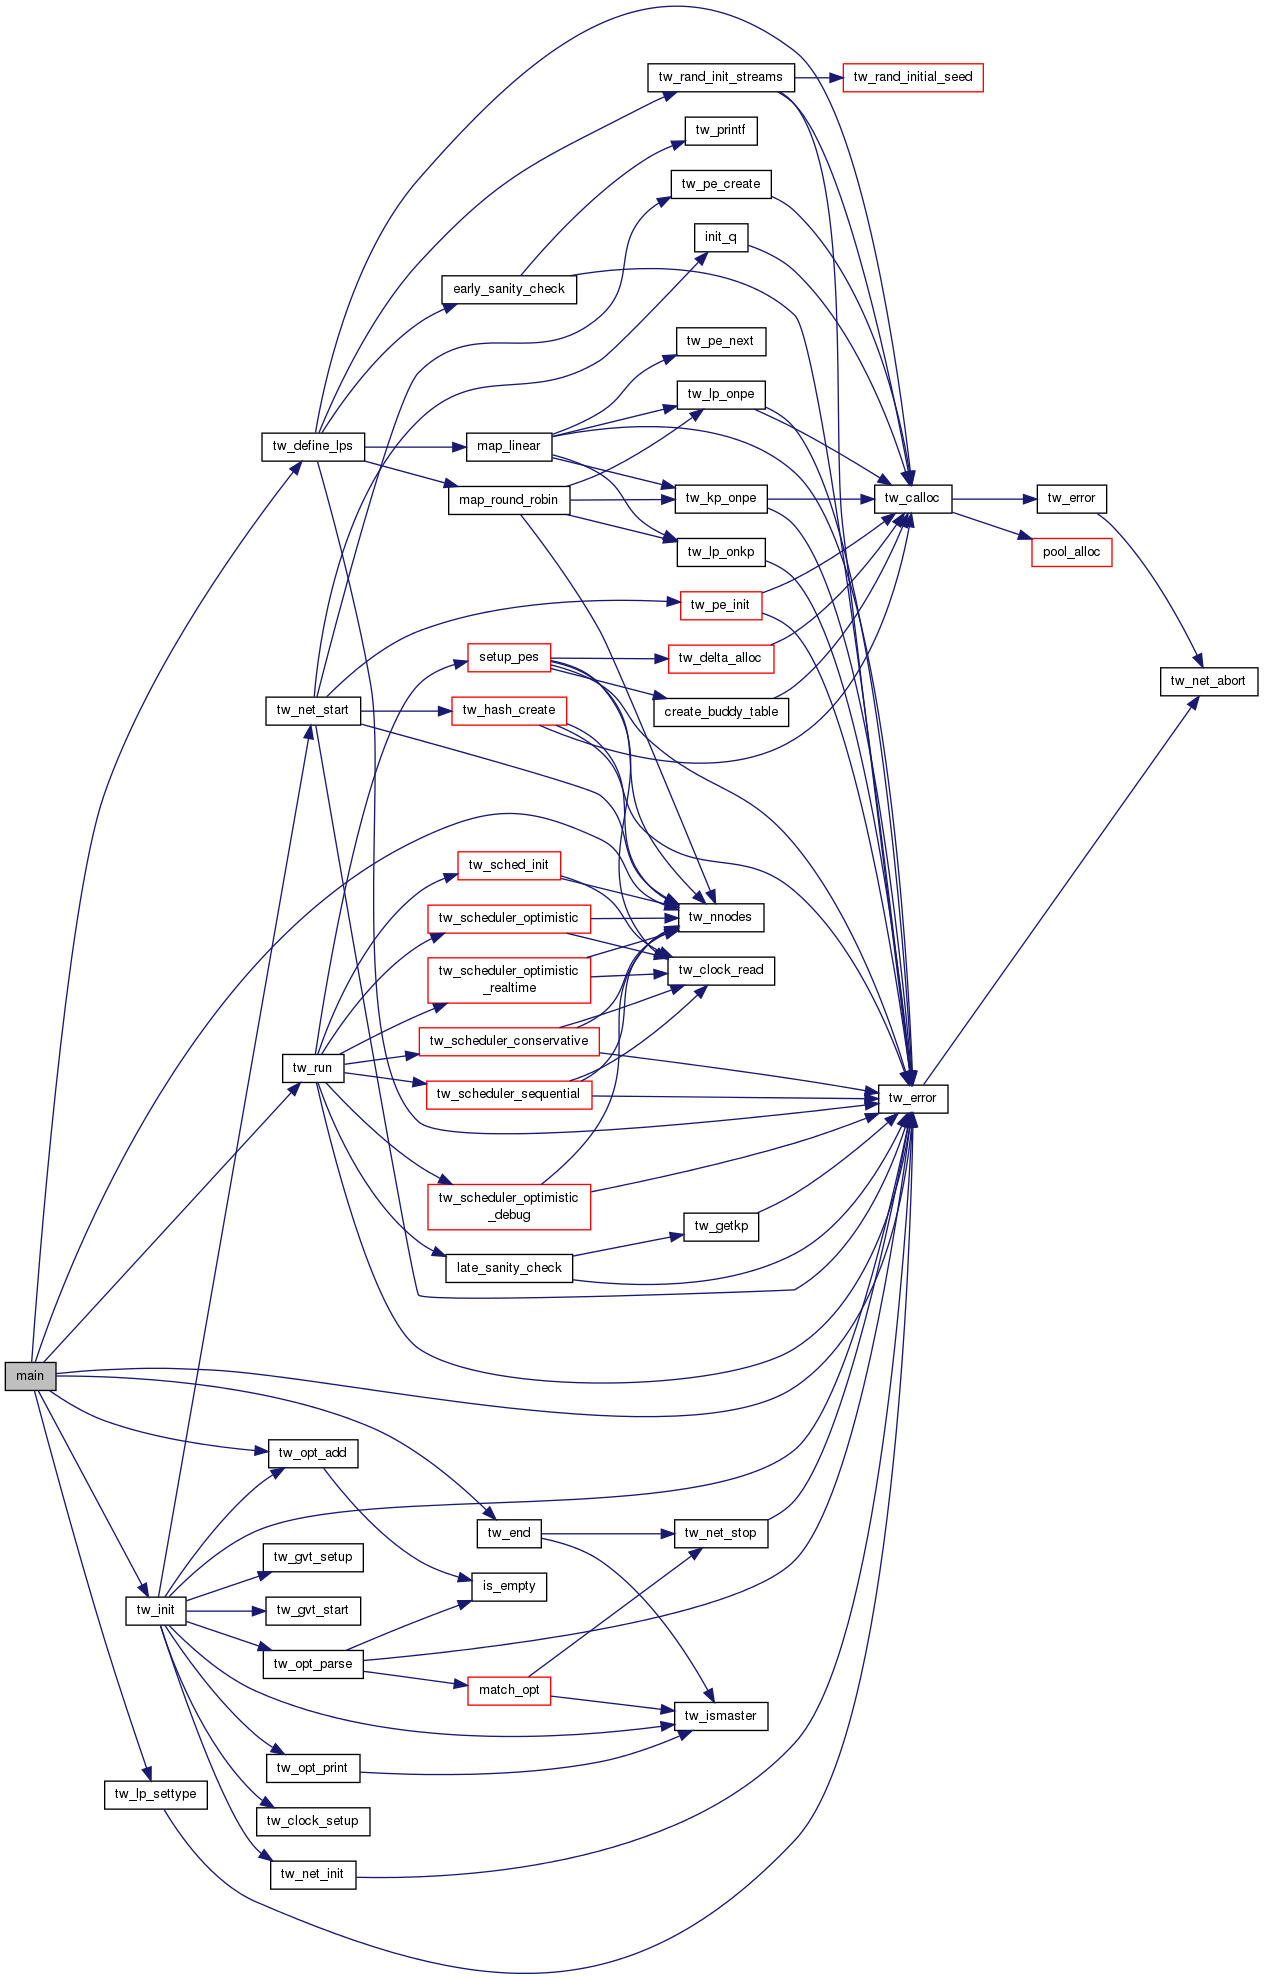 tw_rand_init_streams
tw_rand_initial_seed
tw_printf
tw_pe_create
init_q
early_sanity_check
tw_pe_next
tw_lp_onpe
tw_define_lps
map_linear
map_round_robin
tw_kp_onpe
tw_calloc
tw_error
tw_lp_onkp
pool_alloc
tw_pe_init
setup_pes
tw_delta_alloc
tw_net_abort
tw_net_start
tw_hash_create
create_buddy_table
tw_sched_init
tw_scheduler_optimistic
tw_nnodes
tw_scheduler_optimistic
_realtime
tw_clock_read
tw_scheduler_conservative
tw_run
tw_scheduler_sequential
tw_error
tw_scheduler_optimistic
_debug
tw_getkp
late_sanity_check
main
tw_opt_add
tw_end
tw_net_stop
tw_gvt_setup
is_empty
tw_init
tw_gvt_start
tw_opt_parse
match_opt
tw_ismaster
tw_opt_print
tw_lp_settype
tw_clock_setup
tw_net_init